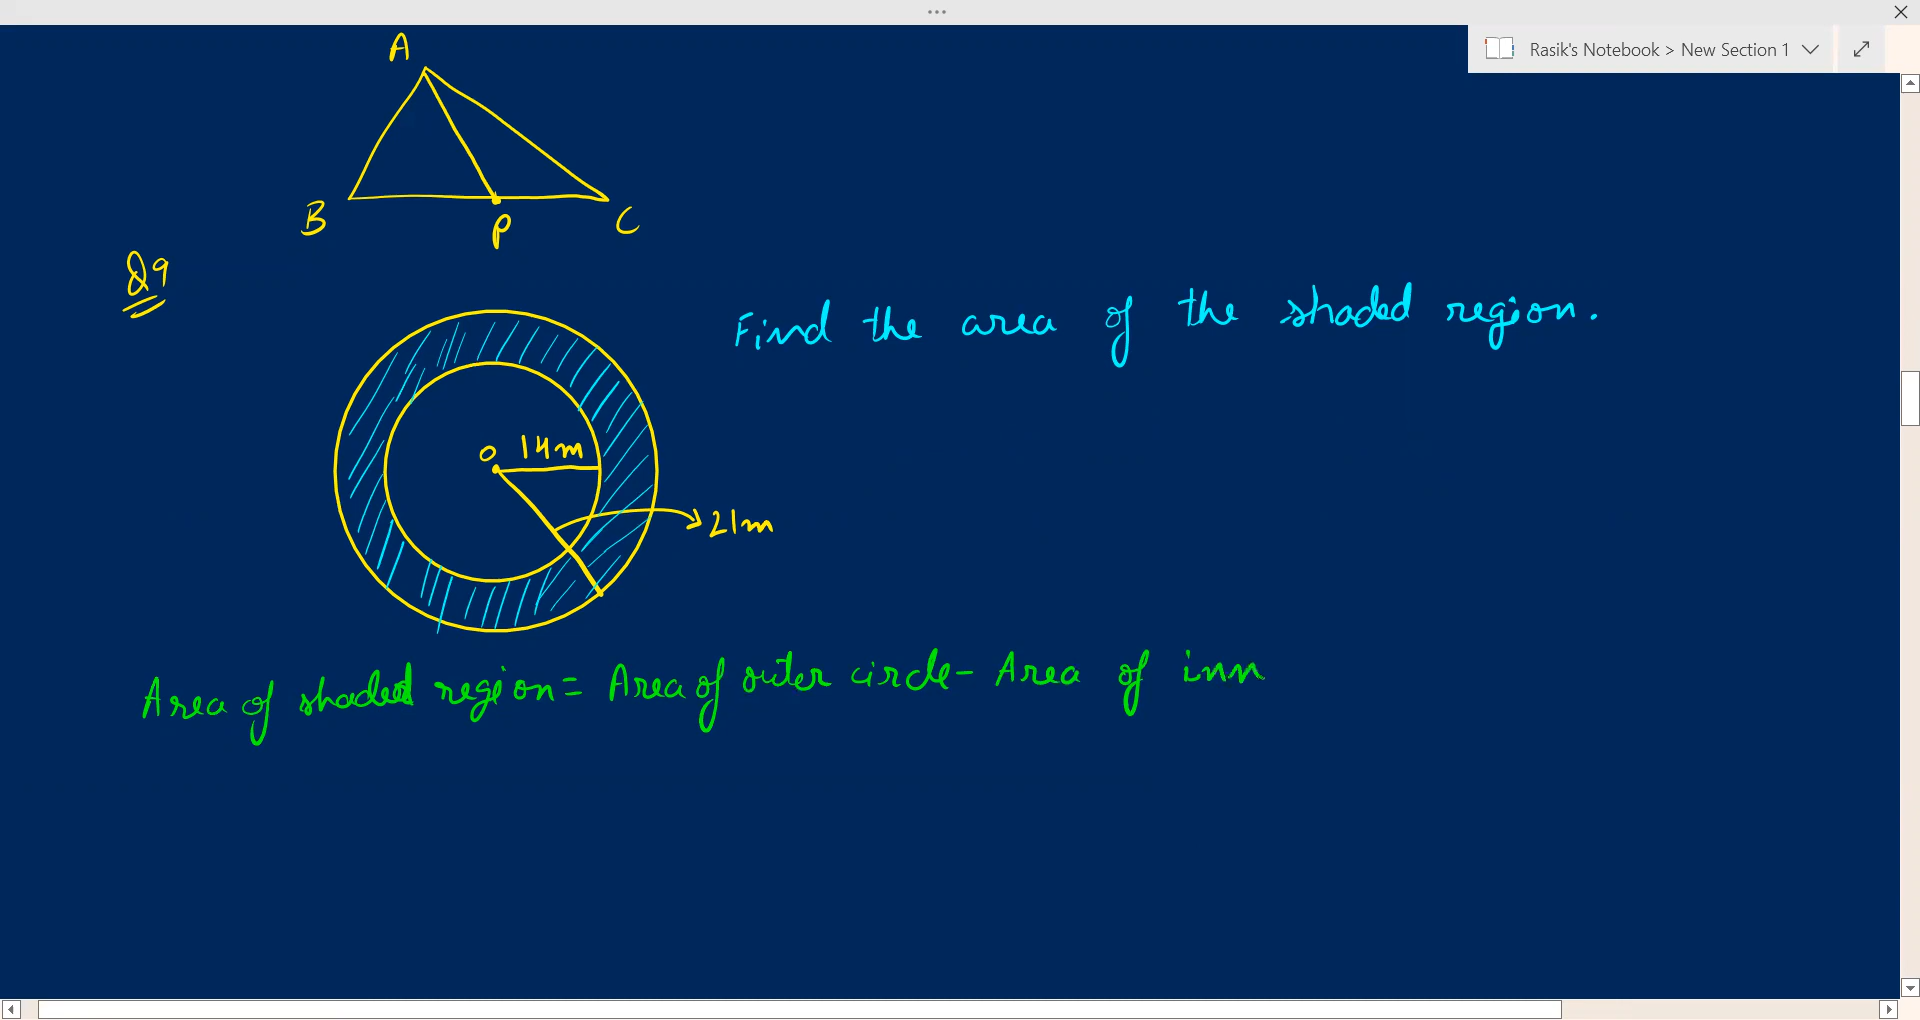 Rasik's Notebook > New Section 1
A
B
P
C
Q9
Find the area of the shaded region.
O
14m
21m
Area of shaded region = Area of outer circle - Area of inn